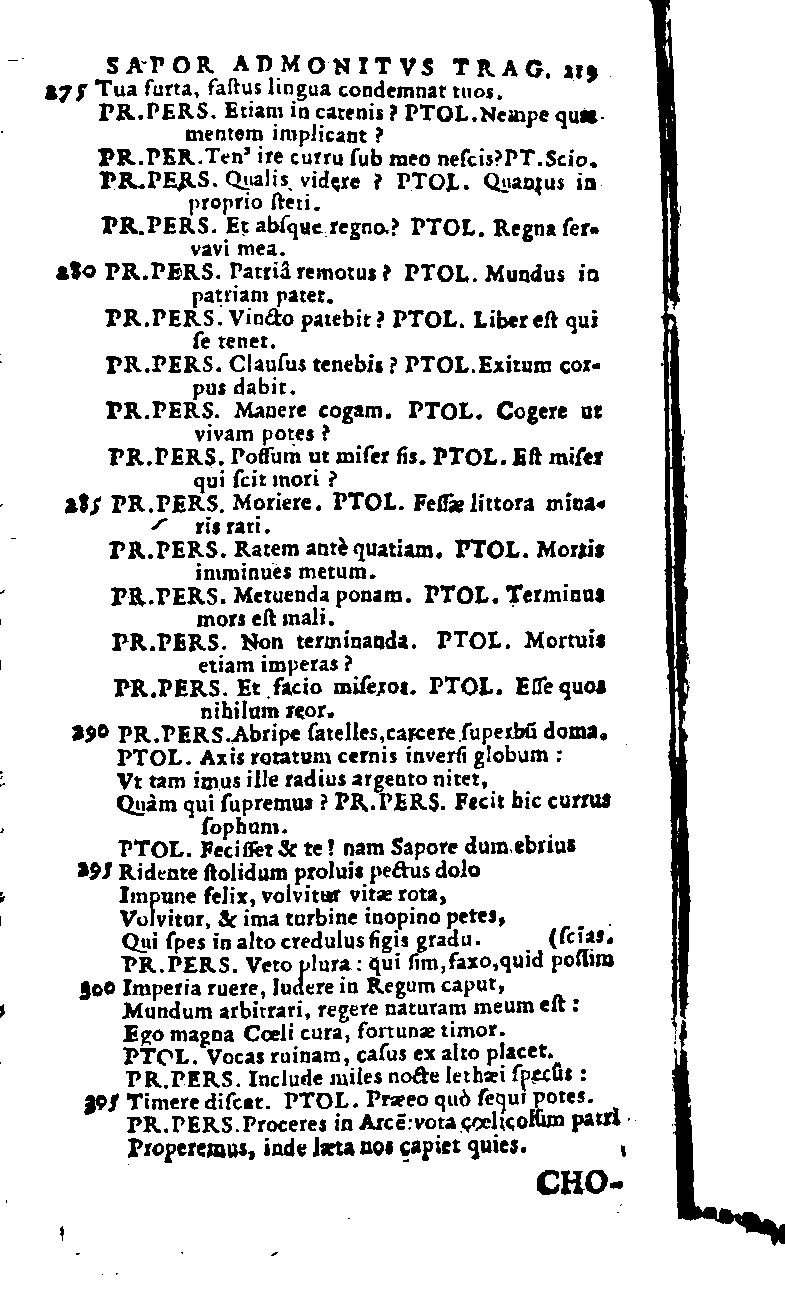 SAPOR ADMONITVS TRAG. 219
275 Tua furta, faſtus lingua condemnat tuos.
PR.PERS. Etiam in catenis ? PTOL.Nempe quæ
mentem implicant ?
PR.PER.Ten' ire curru ſub meo neſcis?PT.Scio.
PR.PERS. Qualis vidẹre ? PTOL. Quantus in
proprio ſteti.
PR.PERS. Et abſque regno? PTOL. Regna ſer-
vavi mea.
280 PR.PERS. Patriâ remotus ? PTOL. Mundus in
patriam patet.
PR.PERS. Vincto patebit ? PTOL. Liber eſt qui
ſe tenet.
PR.PERS. Clauſus tenebis ? PTOL.Exitum cor-
pus dabit.
PR.PERS. Manere cogam. PTOL. Cogere ut
vivam potes ?
PR.PERS. Poſſum ut miſer ſis. PTOL. Eſt miſer
qui ſcit mori ?
285 PR.PERS. Moriere. PTOL. Feſſæ littora mina-
ris rati.
PR.PERS. Ratem antè quatiam. PTOL. Mortis
imminues metum.
PR.PERS. Metuenda ponam. PTOL. Terminus
mors eſt mali.
PR.PERS. Non terminanda. PTOL. Mortuis
etiam imperas ?
PR.PERS. Et facio miſeros. PTOL. Eſſe quos
nihilum reor.
290 PR.PERS.Abripe ſatelles,carcere ſuperbū doma.
PTOL. Axis rotatum cernis inverſi globum :
Vt tam imus ille radius argento nitet,
Quàm qui ſupremus ? PR.PERS. Fecit hic currus
ſophum.
PTOL. Feciſſet & te ! nam Sapore dum ebrius
295 Ridente ſtolidum proluis pectus dolo
Impune felix, volvitur vitæ rota,
Volvitur, & ima turbine inopino petes,
Qui ſpes in alto credulus figis gradu. (ſcias.
PR.PERS. Veto plura : qui ſim,faxo,quid poſſim
300 Imperia ruere, ludere in Regum caput,
Mundum arbitrari, regere naturam meum eſt :
Ego magna Cœli cura, fortunæ timor.
PTOL. Vocas ruinam, caſus ex alto placet.
PR.PERS. Include miles nocte lethæi ſpecûs :
305 Timere diſcat. PTOL. Præeo quò ſequi potes.
PR.PERS.Proceres in Arcē:vota cœlicolûm patri
Properemus, inde læta nos capiet quies.
CHO-